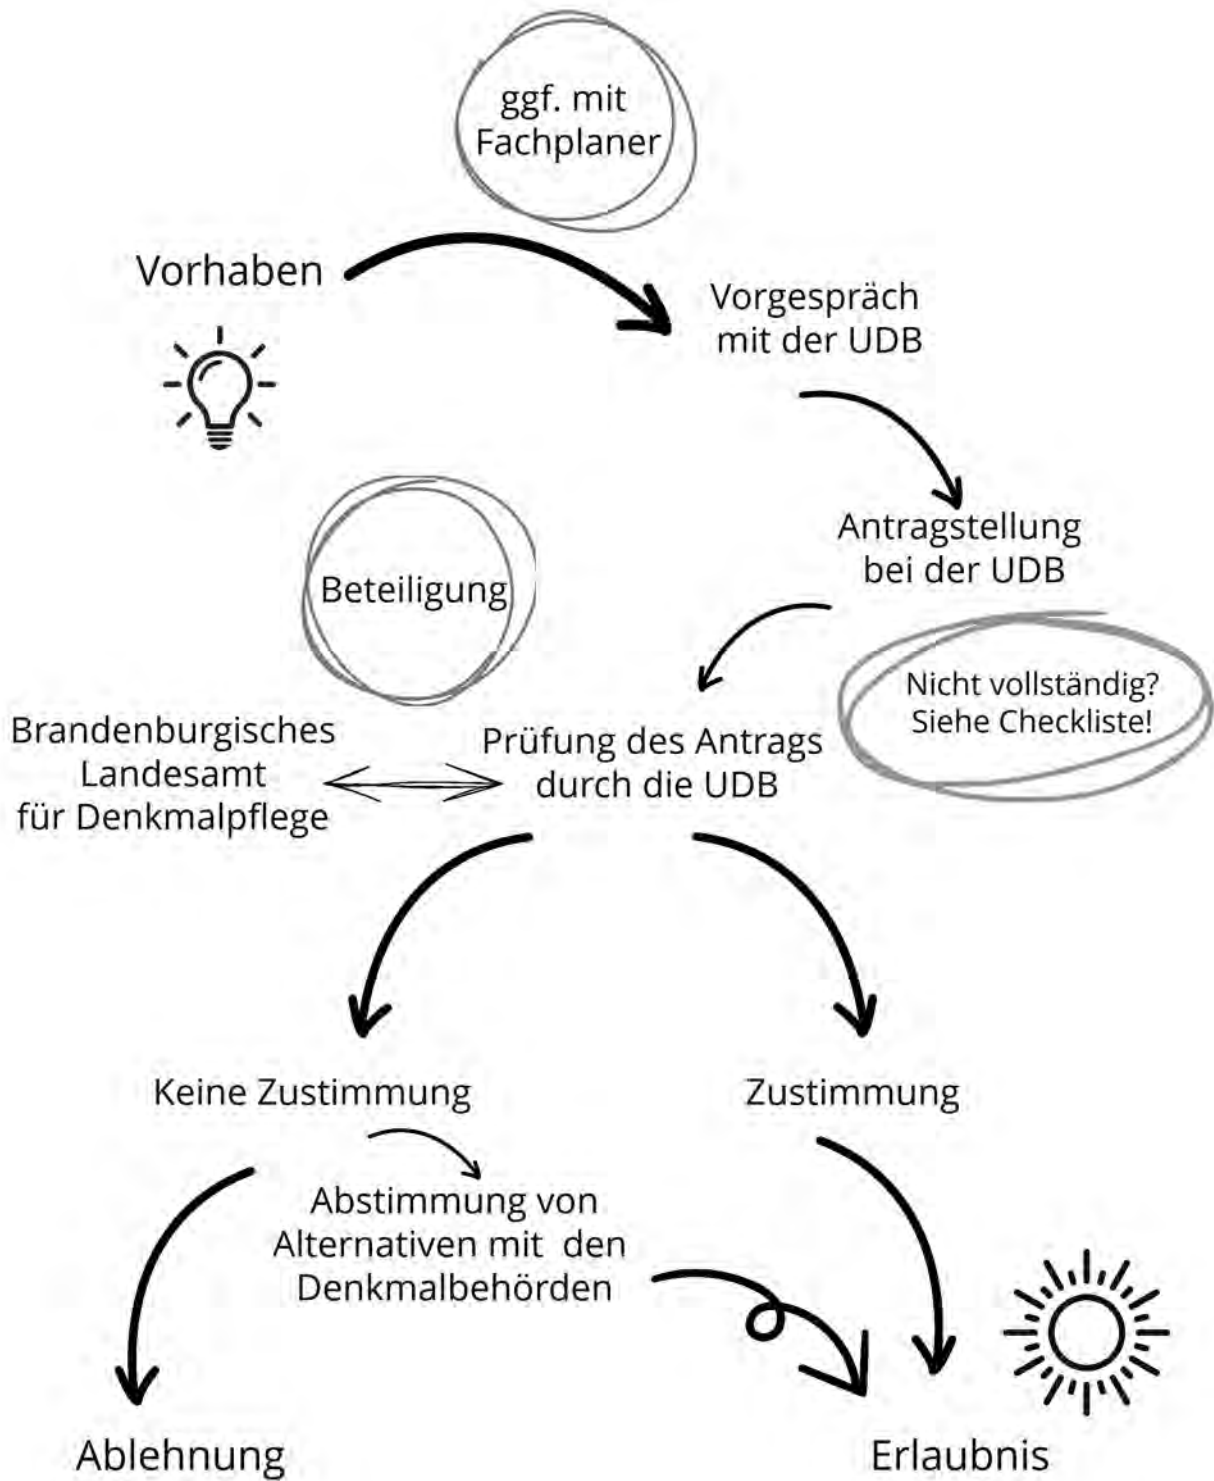 ggf. mit
Fachplaner
Vorhaben
Vorgespräch
mit der UDB
Antragstellung
bei der UDB
Beteiligung
Nicht vollständig?
Siehe Checkliste!
Brandenburgisches
Landesamt
für Denkmalpflege
Prüfung des Antrags
durch die UDB
Keine Zustimmung
Zustimmung
Abstimmung von
Alternativen mit den
Denkmalbehörden
Ablehnung
Erlaubnis